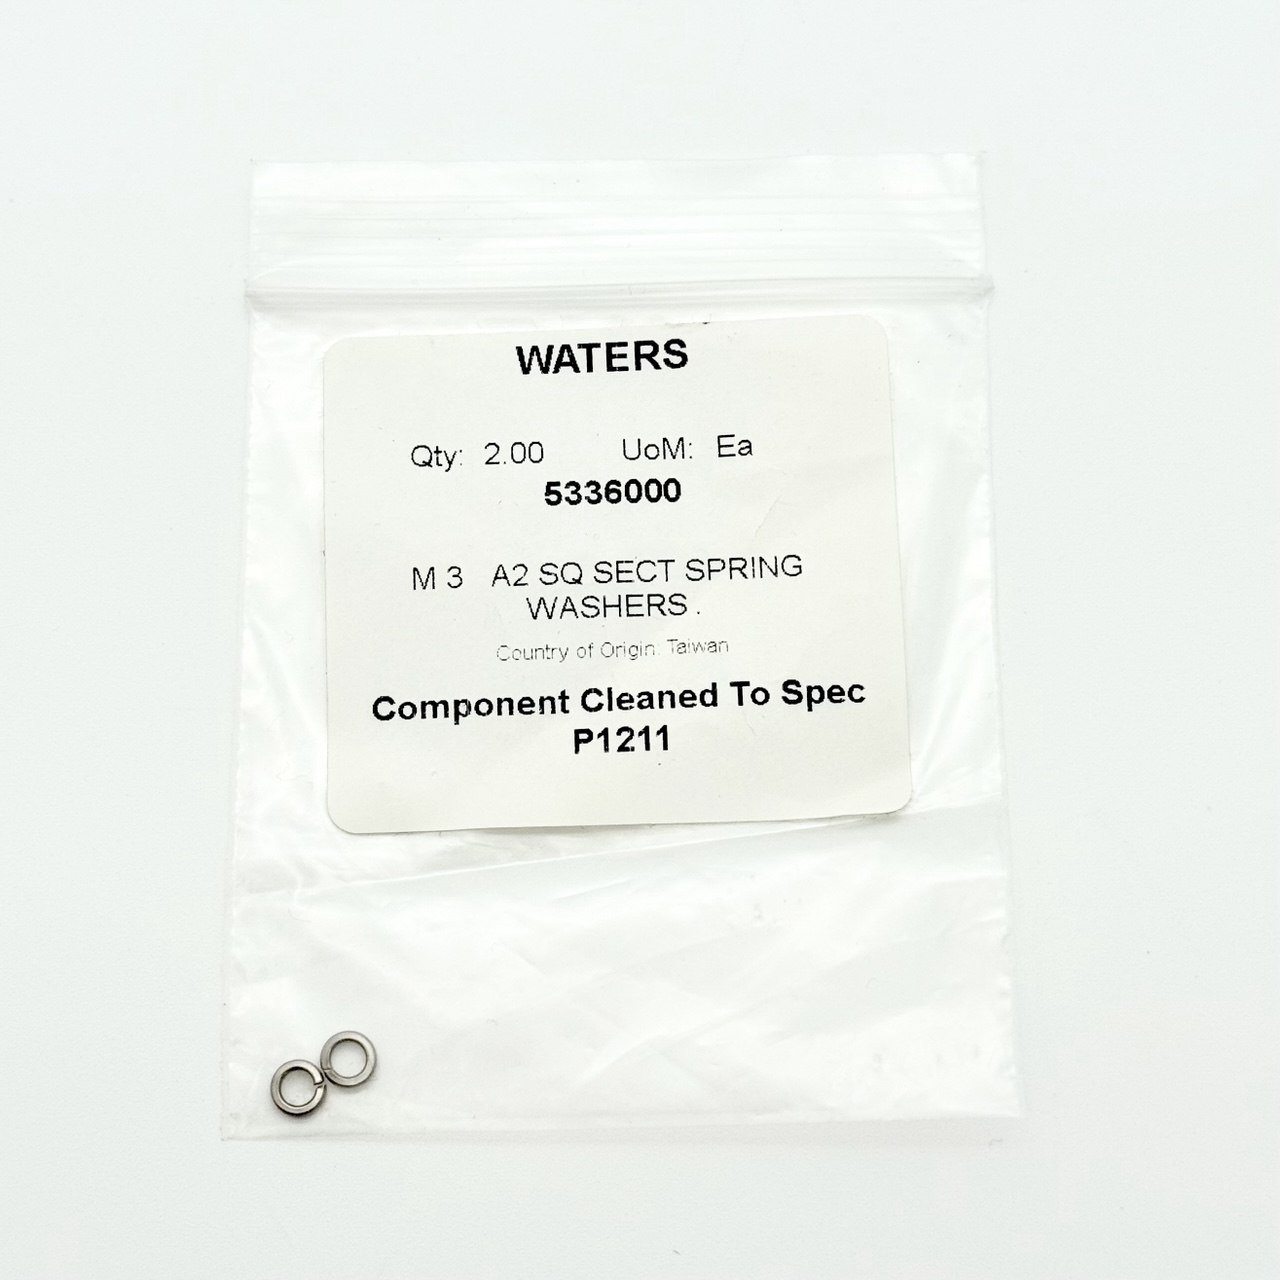 WATERS
Qty: 2.00 UoM: Ea
5336000
M 3 A2 SQ SECT SPRING
WASHERS .
Country of Origin: Taiwan
Component Cleaned To Spec
P1211